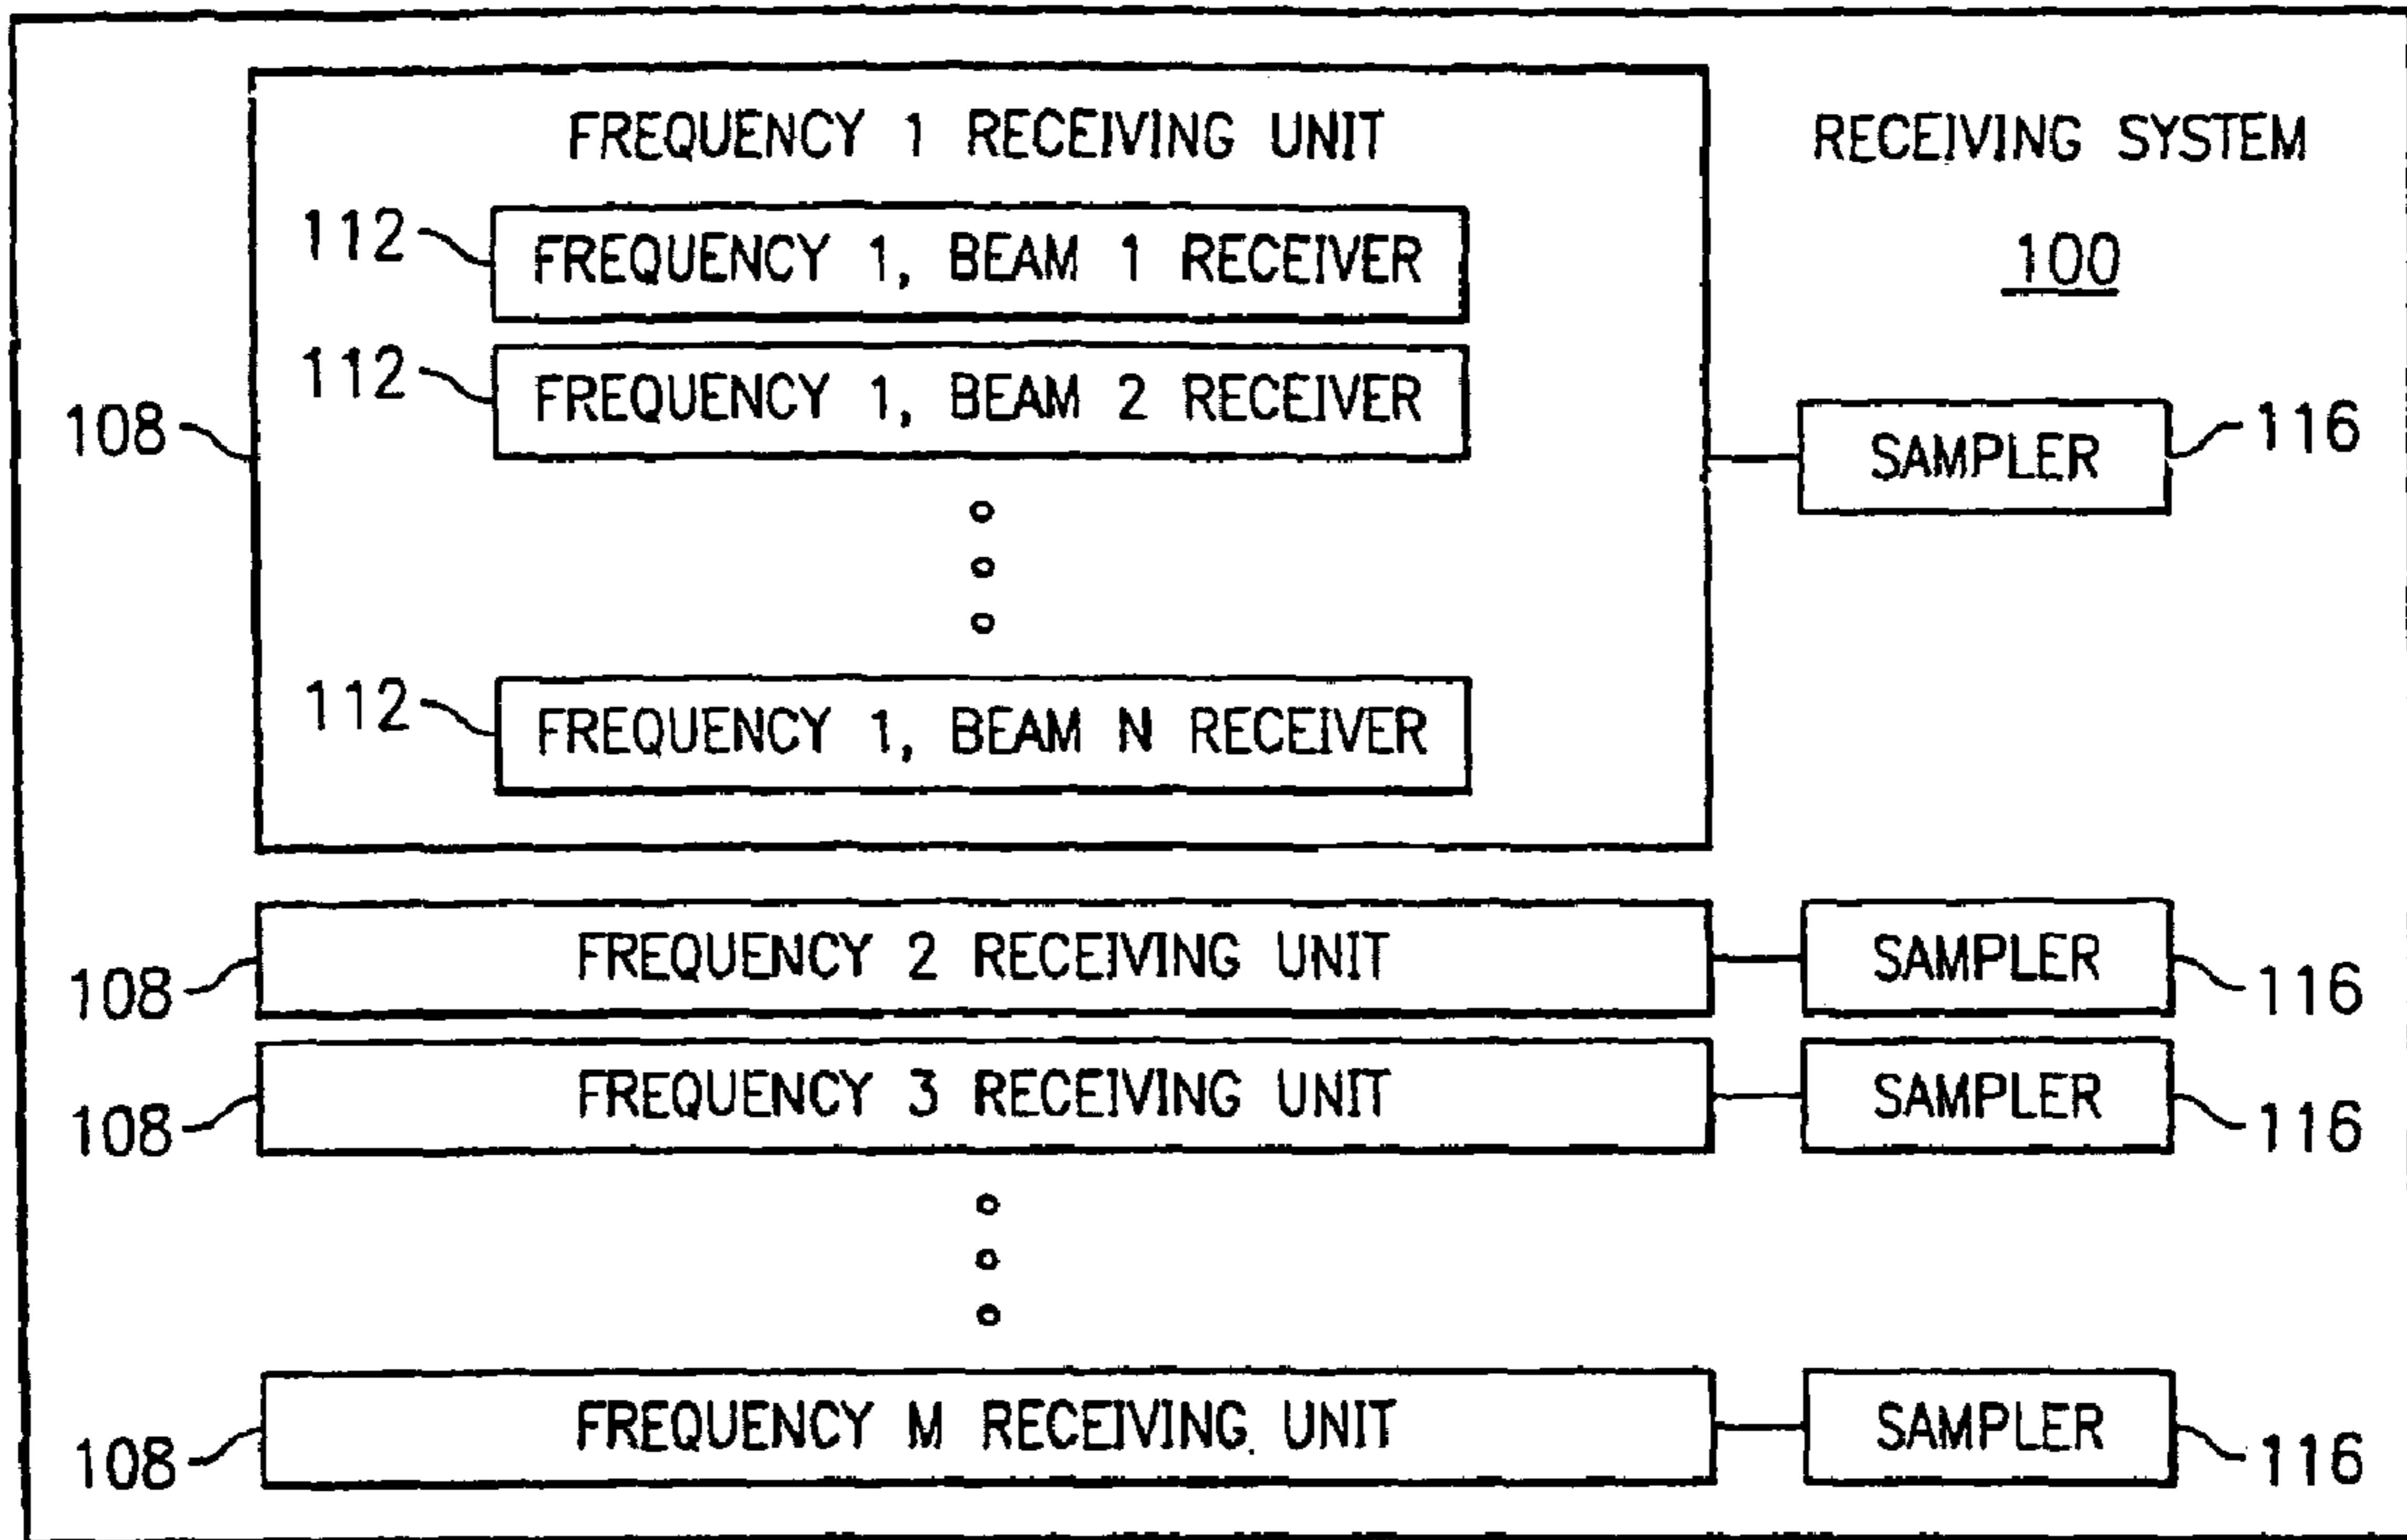 FREQUENCY 1 RECEIVING UNIT
RECEIVING SYSTEM
100
112
FREQUENCY 1, BEAM 1 RECEIVER
112
FREQUENCY 1, BEAM 2 RECEIVER
108
SAMPLER
116
112
FREQUENCY 1, BEAM N RECEIVER
108
FREQUENCY 2 RECEIVING UNIT
SAMPLER
116
108
FREQUENCY 3 RECEIVING UNIT
SAMPLER
116
108
FREQUENCY M RECEIVING UNIT
SAMPLER
116